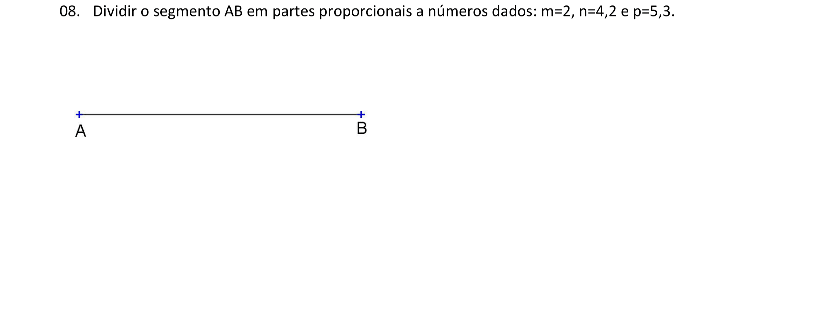 08. Dividir o segmento AB em partes proporcionais a números dados: m=2, n=4,2 e p=5,3.
A B